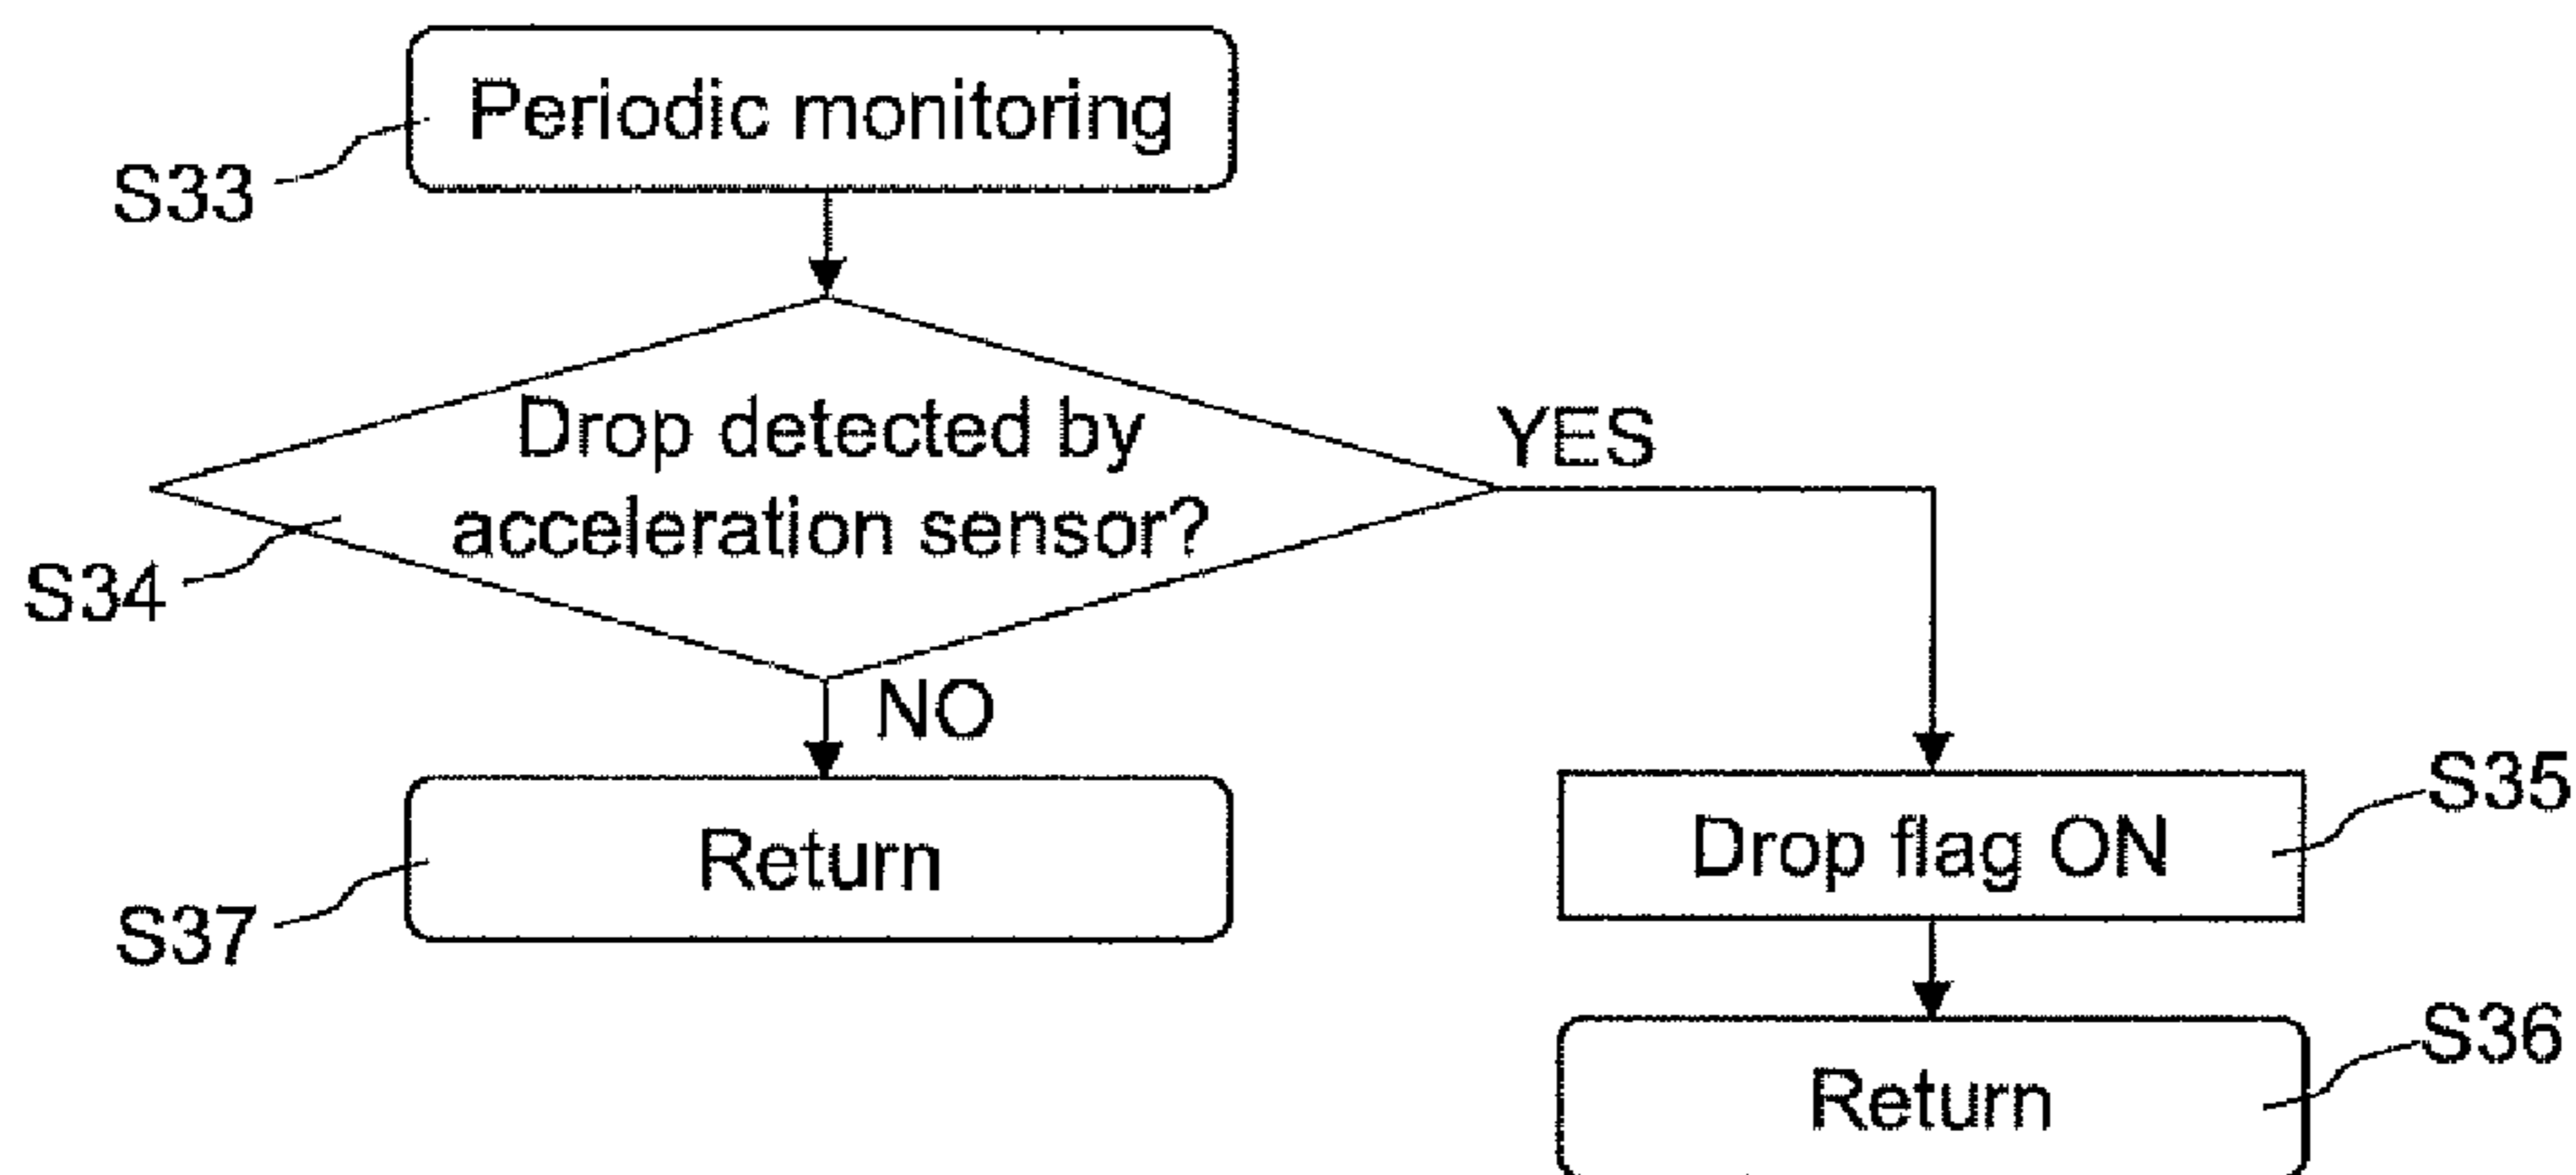 Periodic monitoring
S33
Drop detected by
acceleration sensor?
YES
S34
NO
Return
S37
Drop flag ON
S35
Return
S36